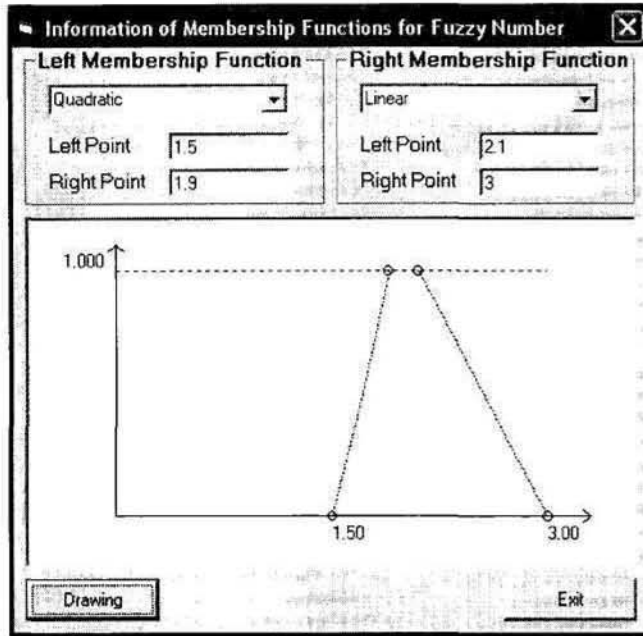 Information of Membership Functions for Fuzzy Number
Left Membership Function
Quadratic
Left Point 1.5
Right Point 1.9
Right Membership Function
Linear
Left Point 2.1
Right Point 3
1.000
1.50 3.00
Drawing Exit